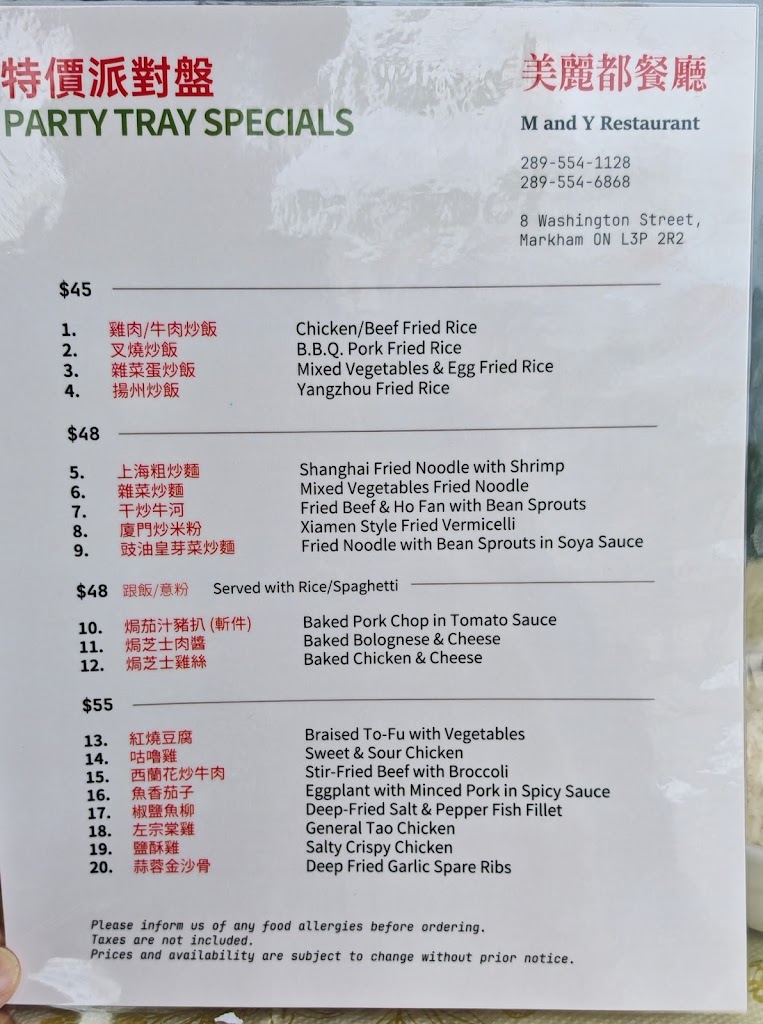 特價派對盤
PARTY TRAY SPECIALS
美麗都餐廳
M and Y Restaurant
289-554-1128
289-554-6868
8 Washington Street,
Markham ON L3P 2R2
$45
1. 雞肉/牛肉炒飯 Chicken/Beef Fried Rice
2. 叉燒炒飯 B.B.Q. Pork Fried Rice
3. 雜菜蛋炒飯 Mixed Vegetables & Egg Fried Rice
4. 揚州炒飯 Yangzhou Fried Rice
$48
5. 上海粗炒麵 Shanghai Fried Noodle with Shrimp
6. 雜菜炒麵 Mixed Vegetables Fried Noodle
7. 干炒牛河 Fried Beef & Ho Fan with Bean Sprouts
8. 廈門炒米粉 Xiamen Style Fried Vermicelli
9. 豉油皇芽菜炒麵 Fried Noodle with Bean Sprouts in Soya Sauce
$48 跟飯/意粉 Served with Rice/Spaghetti
10. 焗茄汁豬扒 (斬件) Baked Pork Chop in Tomato Sauce
11. 焗芝士肉醬 Baked Bolognese & Cheese
12. 焗芝士雞絲 Baked Chicken & Cheese
$55
13. 紅燒豆腐 Braised To-Fu with Vegetables
14. 咕嚕雞 Sweet & Sour Chicken
15. 西蘭花炒牛肉 Stir-Fried Beef with Broccoli
16. 魚香茄子 Eggplant with Minced Pork in Spicy Sauce
17. 椒鹽魚柳 Deep-Fried Salt & Pepper Fish Fillet
18. 左宗棠雞 General Tao Chicken
19. 鹽酥雞 Salty Crispy Chicken
20. 蒜蓉金沙骨 Deep Fried Garlic Spare Ribs
Please inform us of any food allergies before ordering.
Taxes are not included.
Prices and availability are subject to change without prior notice.